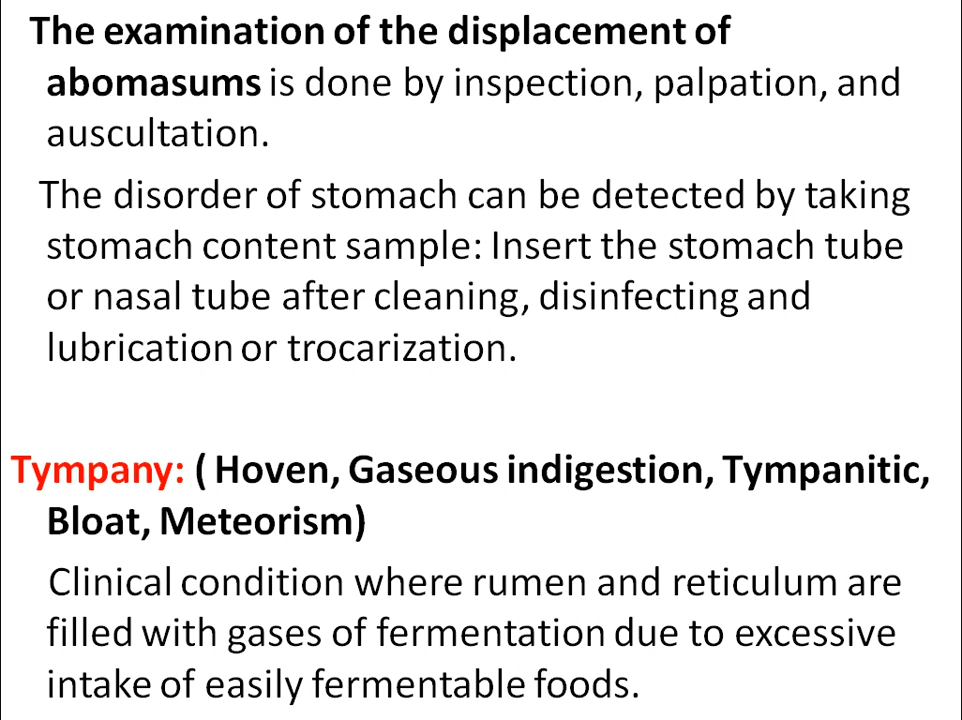 The examination of the displacement of
abomasums is done by inspection, palpation, and
auscultation.
The disorder of stomach can be detected by taking
stomach content sample: Insert the stomach tube
or nasal tube after cleaning, disinfecting and
lubrication or trocarization.
Tympany: ( Hoven, Gaseous indigestion, Tympanitic,
Bloat, Meteorism)
Clinical condition where rumen and reticulum are
filled with gases of fermentation due to excessive
intake of easily fermentable foods.